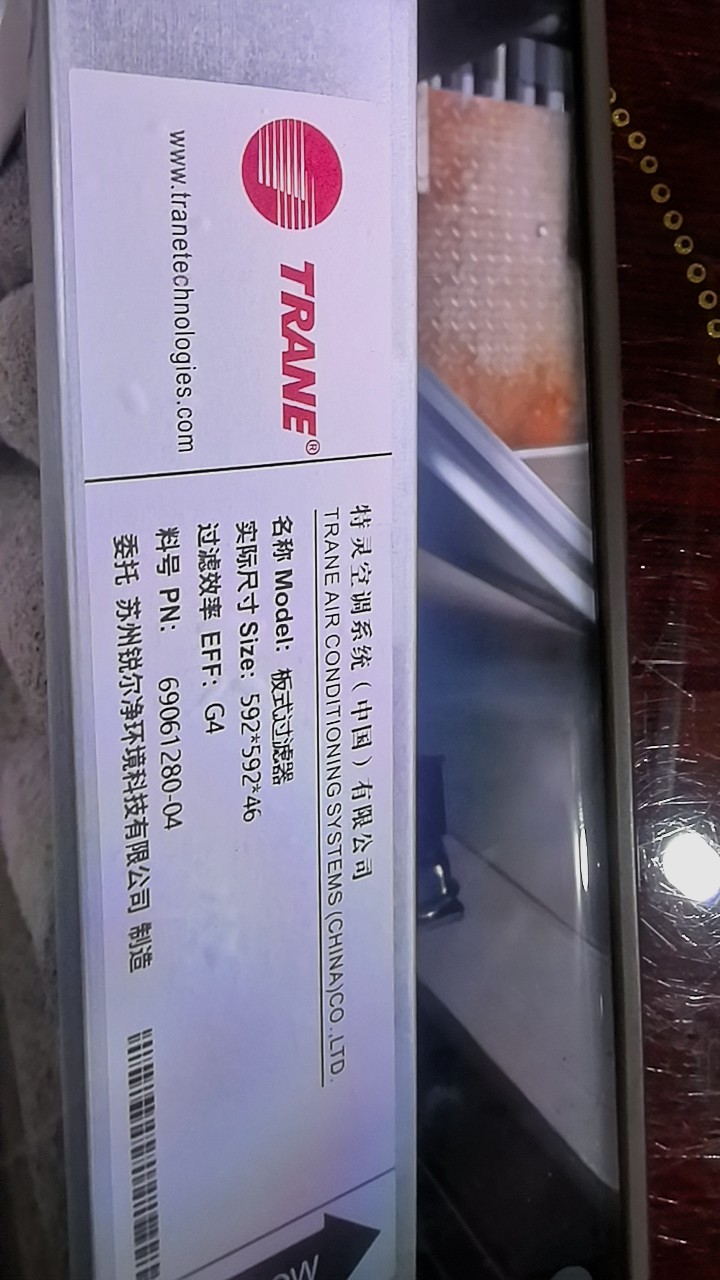 TRANE®
www.tranetechnologies.com
特灵空调系统（中国）有限公司
TRANE AIR CONDITIONING SYSTEMS (CHINA)CO.,LTD.
名称 Model: 板式过滤器
实际尺寸 Size: 592*592*46
过滤效率 EFF: G4
料号 PN: 69061280-04
委托 苏州锐尔净环境科技有限公司 制造